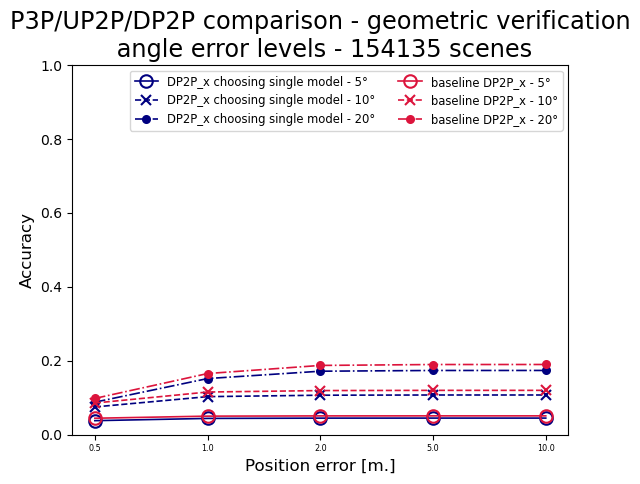 P3P/UP2P/DP2P comparison - geometric verification
angle error levels - 154135 scenes
DP2P_x choosing single model - 5°
DP2P_x choosing single model - 10°
DP2P_x choosing single model - 20°
baseline DP2P_x - 5°
baseline DP2P_x - 10°
baseline DP2P_x - 20°
Accuracy
1.0
0.8
0.6
0.4
0.2
0.0
0.5
1.0
2.0
5.0
10.0
Position error [m.]